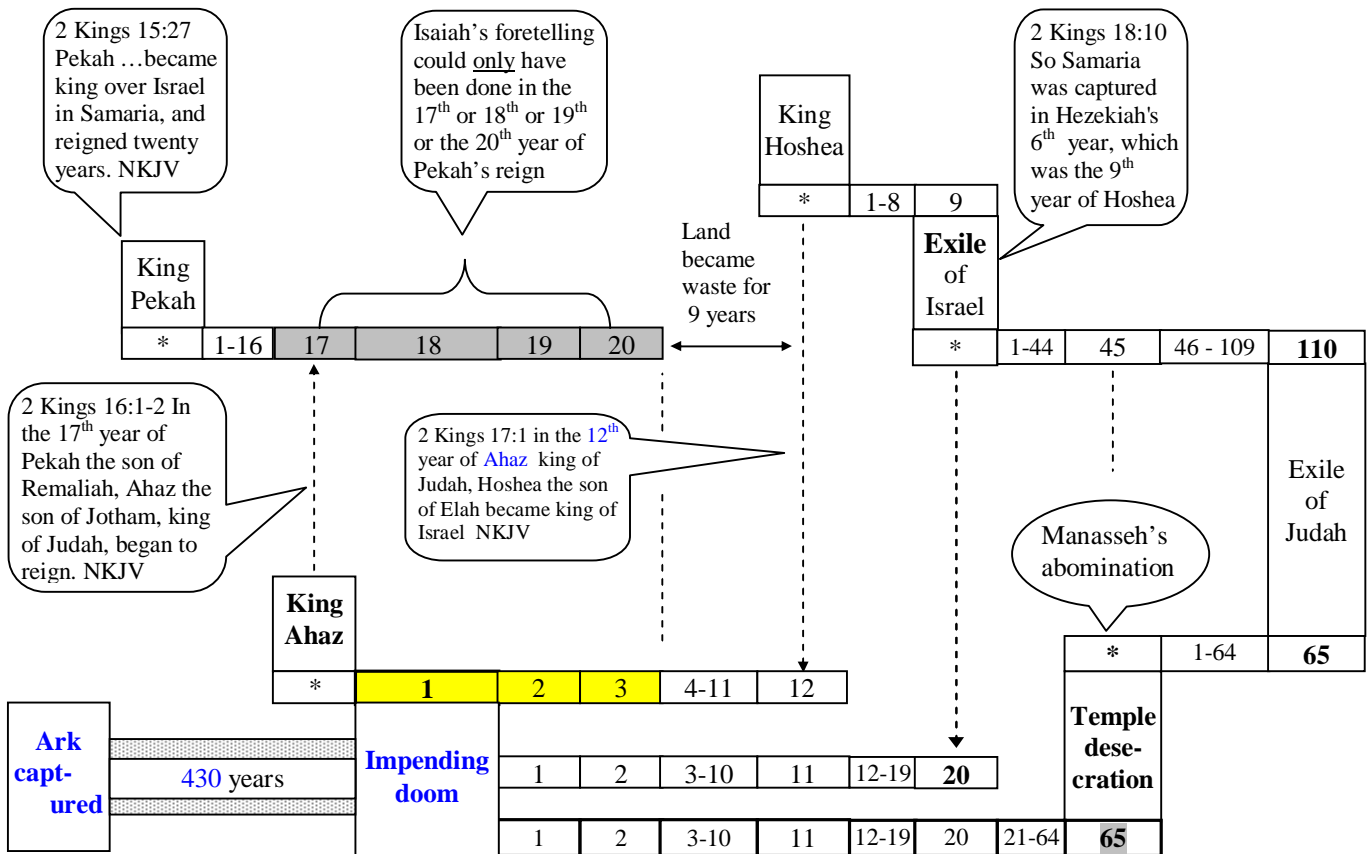 2 Kings 15:27
Pekah …became
king over Israel
in Samaria, and
reigned twenty
years. NKJV
Isaiah’s foretelling
could only have
been done in the
17th or 18th or 19th
or the 20th year of
Pekah’s reign
King
Hoshea
* 1-8 9
2 Kings 18:10
So Samaria
was captured
in Hezekiah's
6th year, which
was the 9th
year of Hoshea
King
Pekah
* 1-16 17 18 19 20
Land
became
waste for
9 years
Exile
of
Israel
* 1-44 45 46 - 109 110
2 Kings 16:1-2 In
the 17th year of
Pekah the son of
Remaliah, Ahaz the
son of Jotham, king
of Judah, began to
reign. NKJV
2 Kings 17:1 in the 12th
year of Ahaz king of
Judah, Hoshea the son
of Elah became king of
Israel NKJV
Manasseh’s
abomination
Exile
of
Judah
King
Ahaz
* 1 2 3 4-11 12
* 1-64 65
Ark
capt-
ured
430 years
Impending
doom
Temple
dese-
cration
1 2 3-10 11 12-19 20
1 2 3-10 11 12-19 20 21-64 65